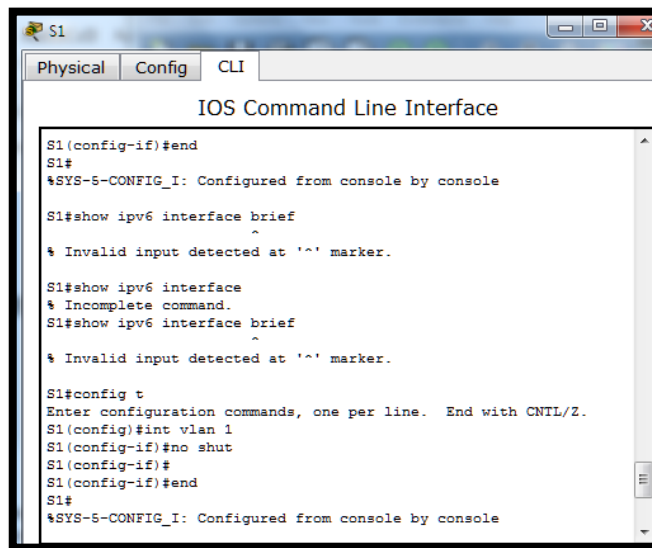 S1
Physical Config CLI
IOS Command Line Interface
S1(config-if)#end
S1#
%SYS-5-CONFIG_I: Configured from console by console
S1#show ipv6 interface brief
^
% Invalid input detected at '^' marker.
S1#show ipv6 interface
% Incomplete command.
S1#show ipv6 interface brief
^
% Invalid input detected at '^' marker.
S1#config t
Enter configuration commands, one per line.  End with CNTL/Z.
S1(config)#int vlan 1
S1(config-if)#no shut
S1(config-if)#
S1(config-if)#end
S1#
%SYS-5-CONFIG_I: Configured from console by console